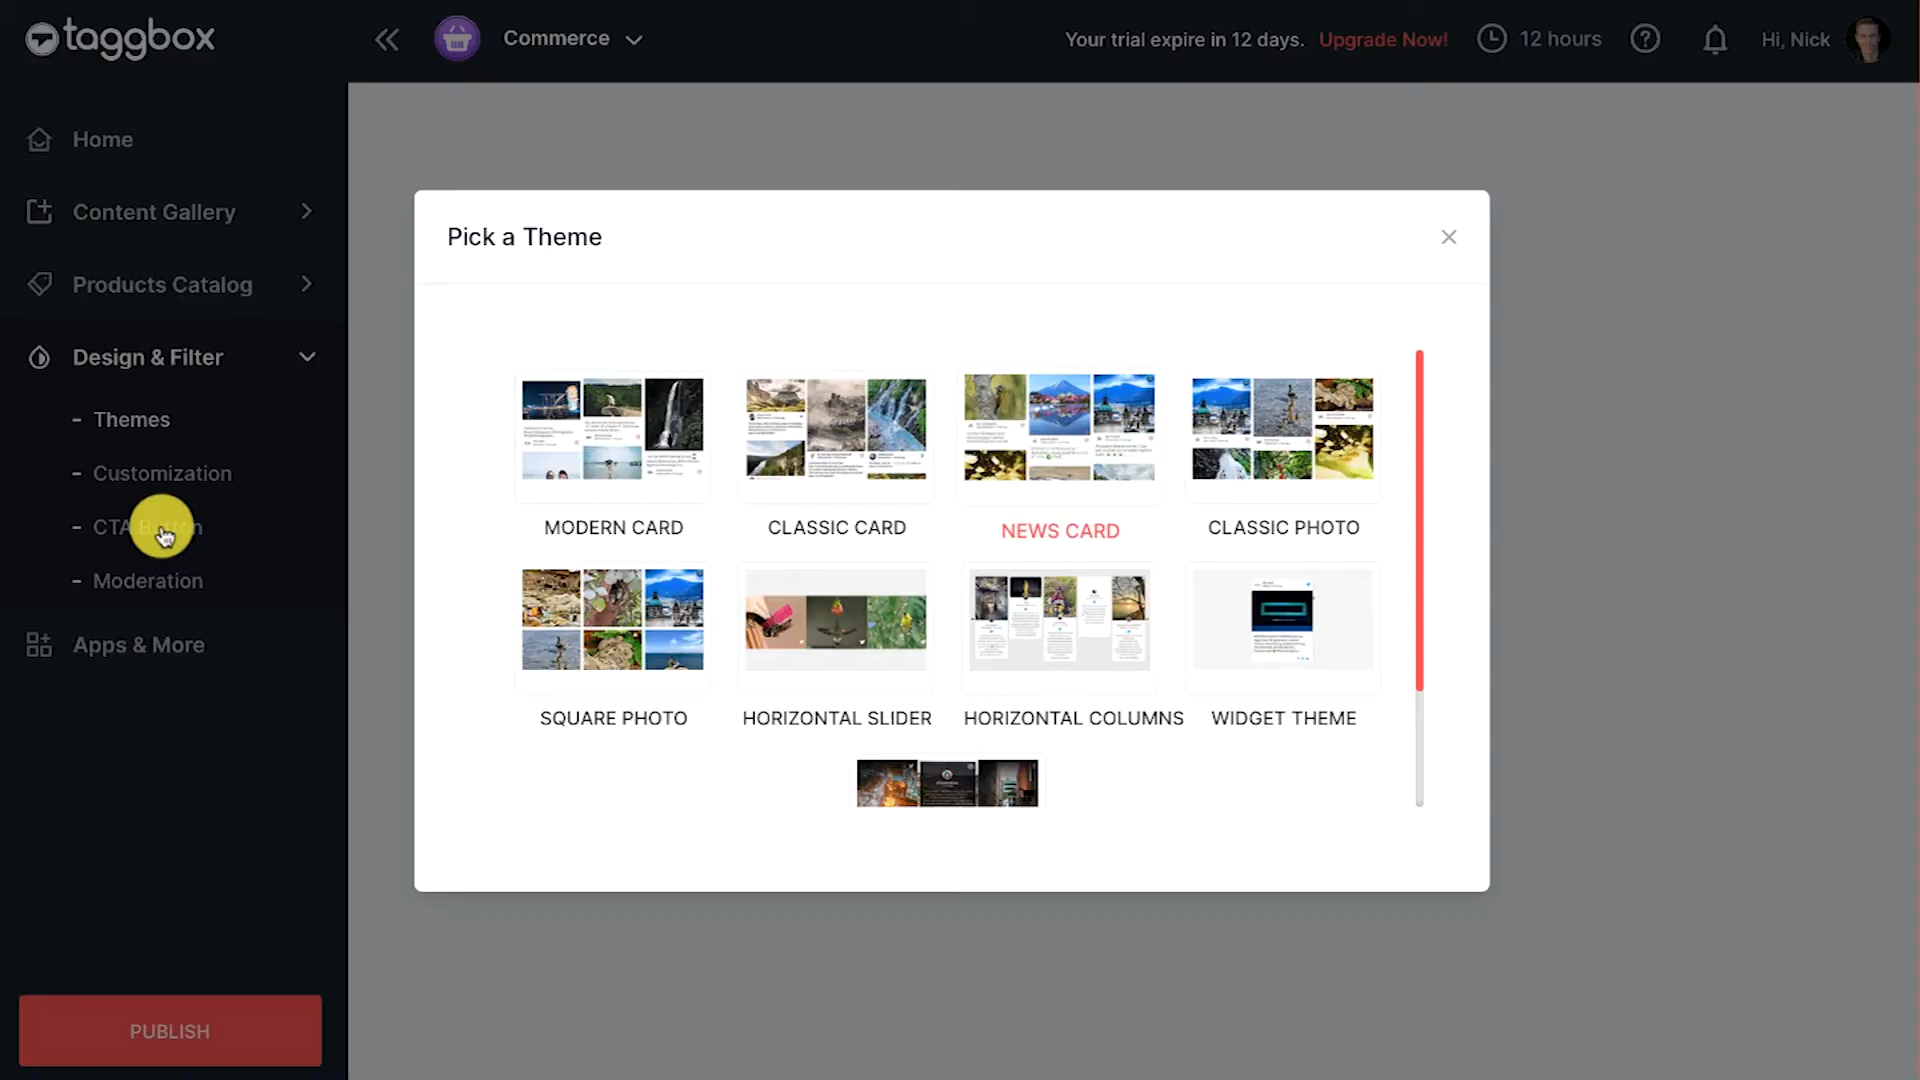 taggbox
Commerce
Your trial expire in 12 days. Upgrade Now!
12 hours
Hi, Nick
Home
Content Gallery
Products Catalog
Design & Filter
- Themes
- Customization
- CTA Button
- Moderation
Apps & More
PUBLISH
Pick a Theme
MODERN CARD
CLASSIC CARD
NEWS CARD
CLASSIC PHOTO
SQUARE PHOTO
HORIZONTAL SLIDER
HORIZONTAL COLUMNS
WIDGET THEME